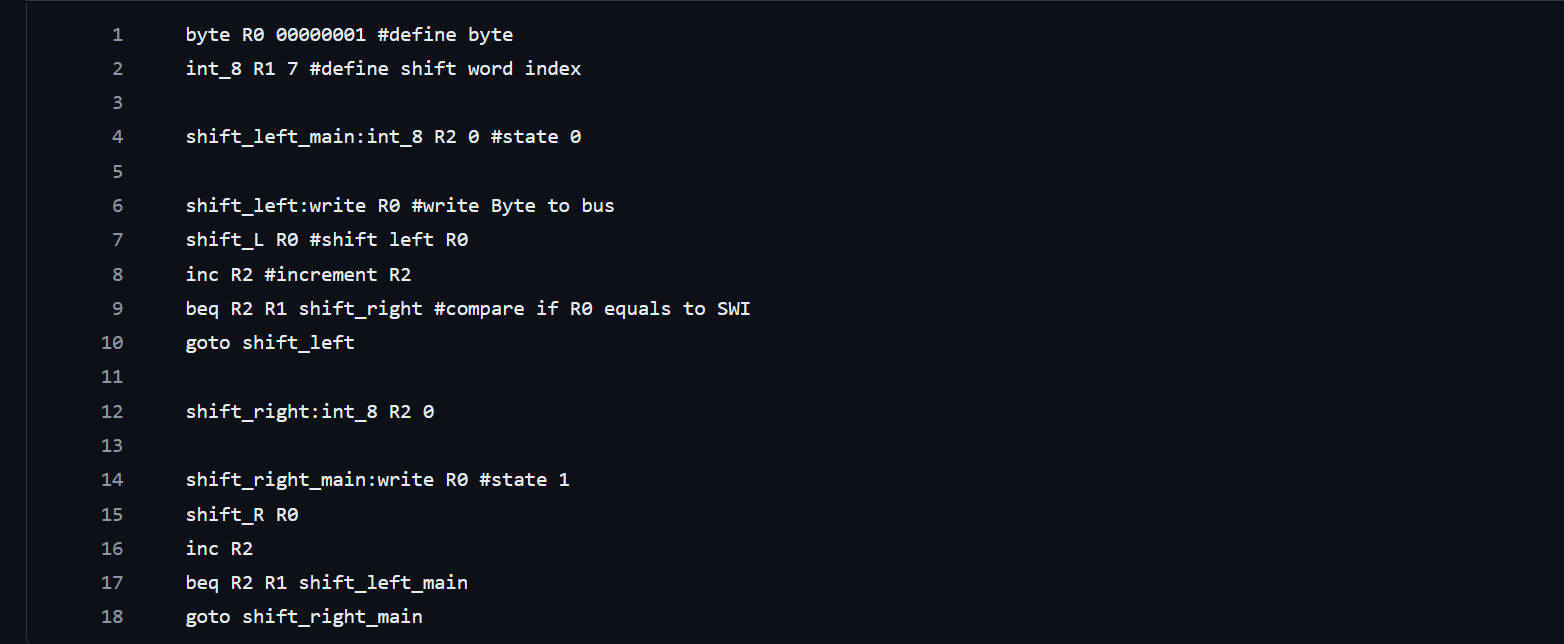 1 byte R0 00000001 #define byte
2 int_8 R1 7 #define shift word index
3
4 shift_left_main:int_8 R2 0 #state 0
5
6 shift_left:write R0 #write Byte to bus
7 shift_L R0 #shift left R0
8 inc R2 #increment R2
9 beq R2 R1 shift_right #compare if R0 equals to SWI
10 goto shift_left
11
12 shift_right:int_8 R2 0
13
14 shift_right_main:write R0 #state 1
15 shift_R R0
16 inc R2
17 beq R2 R1 shift_left_main
18 goto shift_right_main